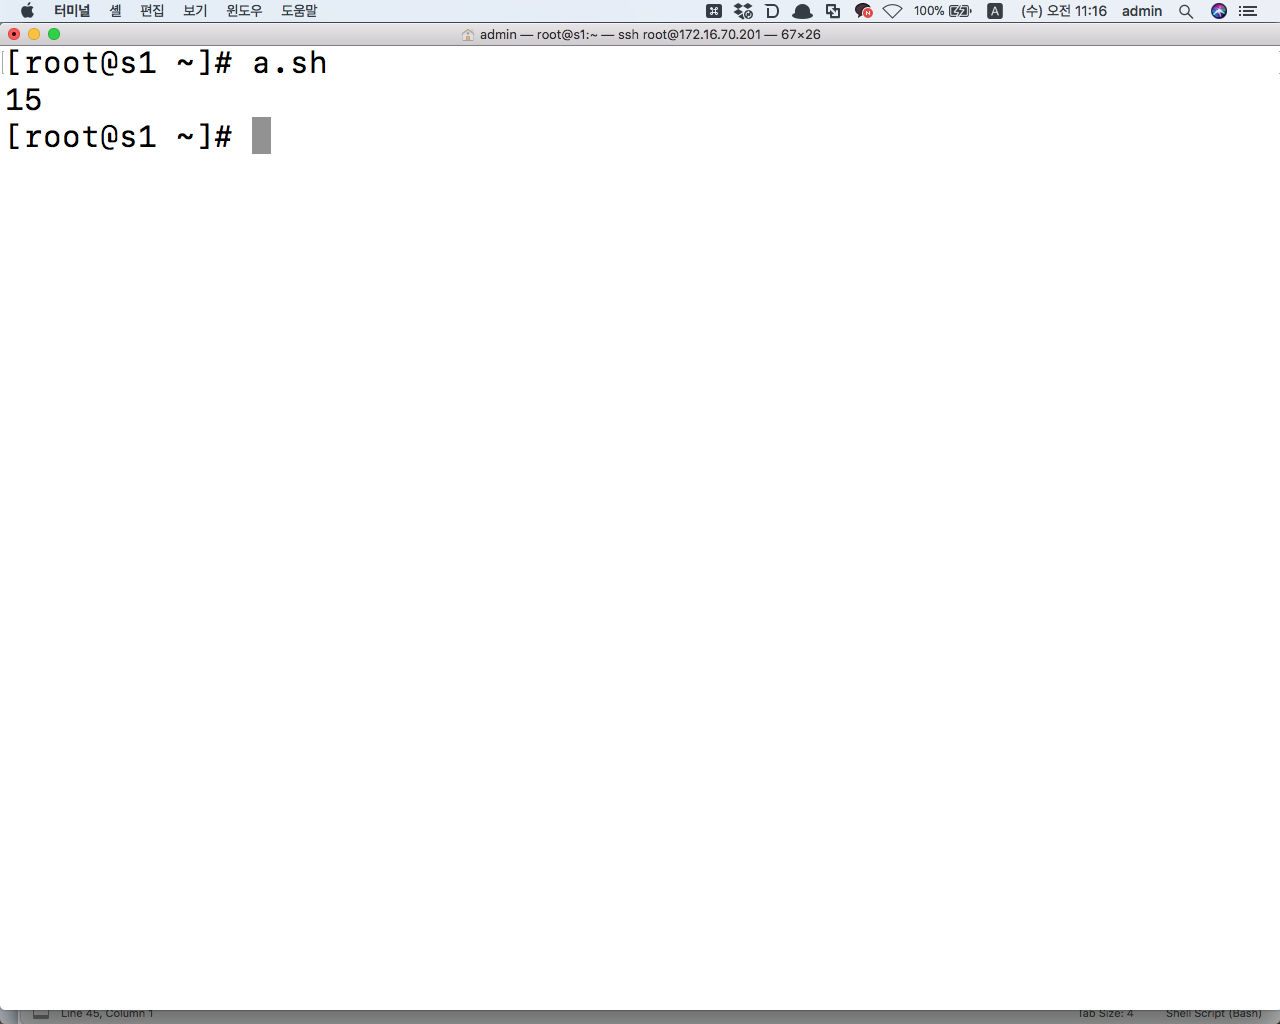 터미널 셸 편집 보기 윈도우 도움말 100% A (수) 오전 11:16 admin
admin — root@s1:~ — ssh root@172.16.70.201 — 67×26
[root@s1 ~]# a.sh
15
[root@s1 ~]#
Line 45, Column 1 Tab Size: 4 Shell Script (Bash)